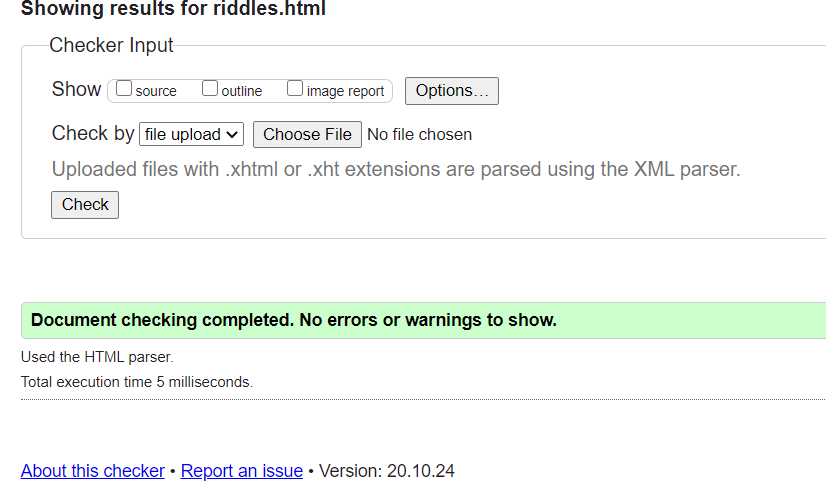 Showing results for riddles.html
Checker Input
Show source outline image report Options...
Check by file upload Choose File No file chosen
Uploaded files with .xhtml or .xht extensions are parsed using the XML parser.
Check
Document checking completed. No errors or warnings to show.
Used the HTML parser.
Total execution time 5 milliseconds.
About this checker • Report an issue • Version: 20.10.24